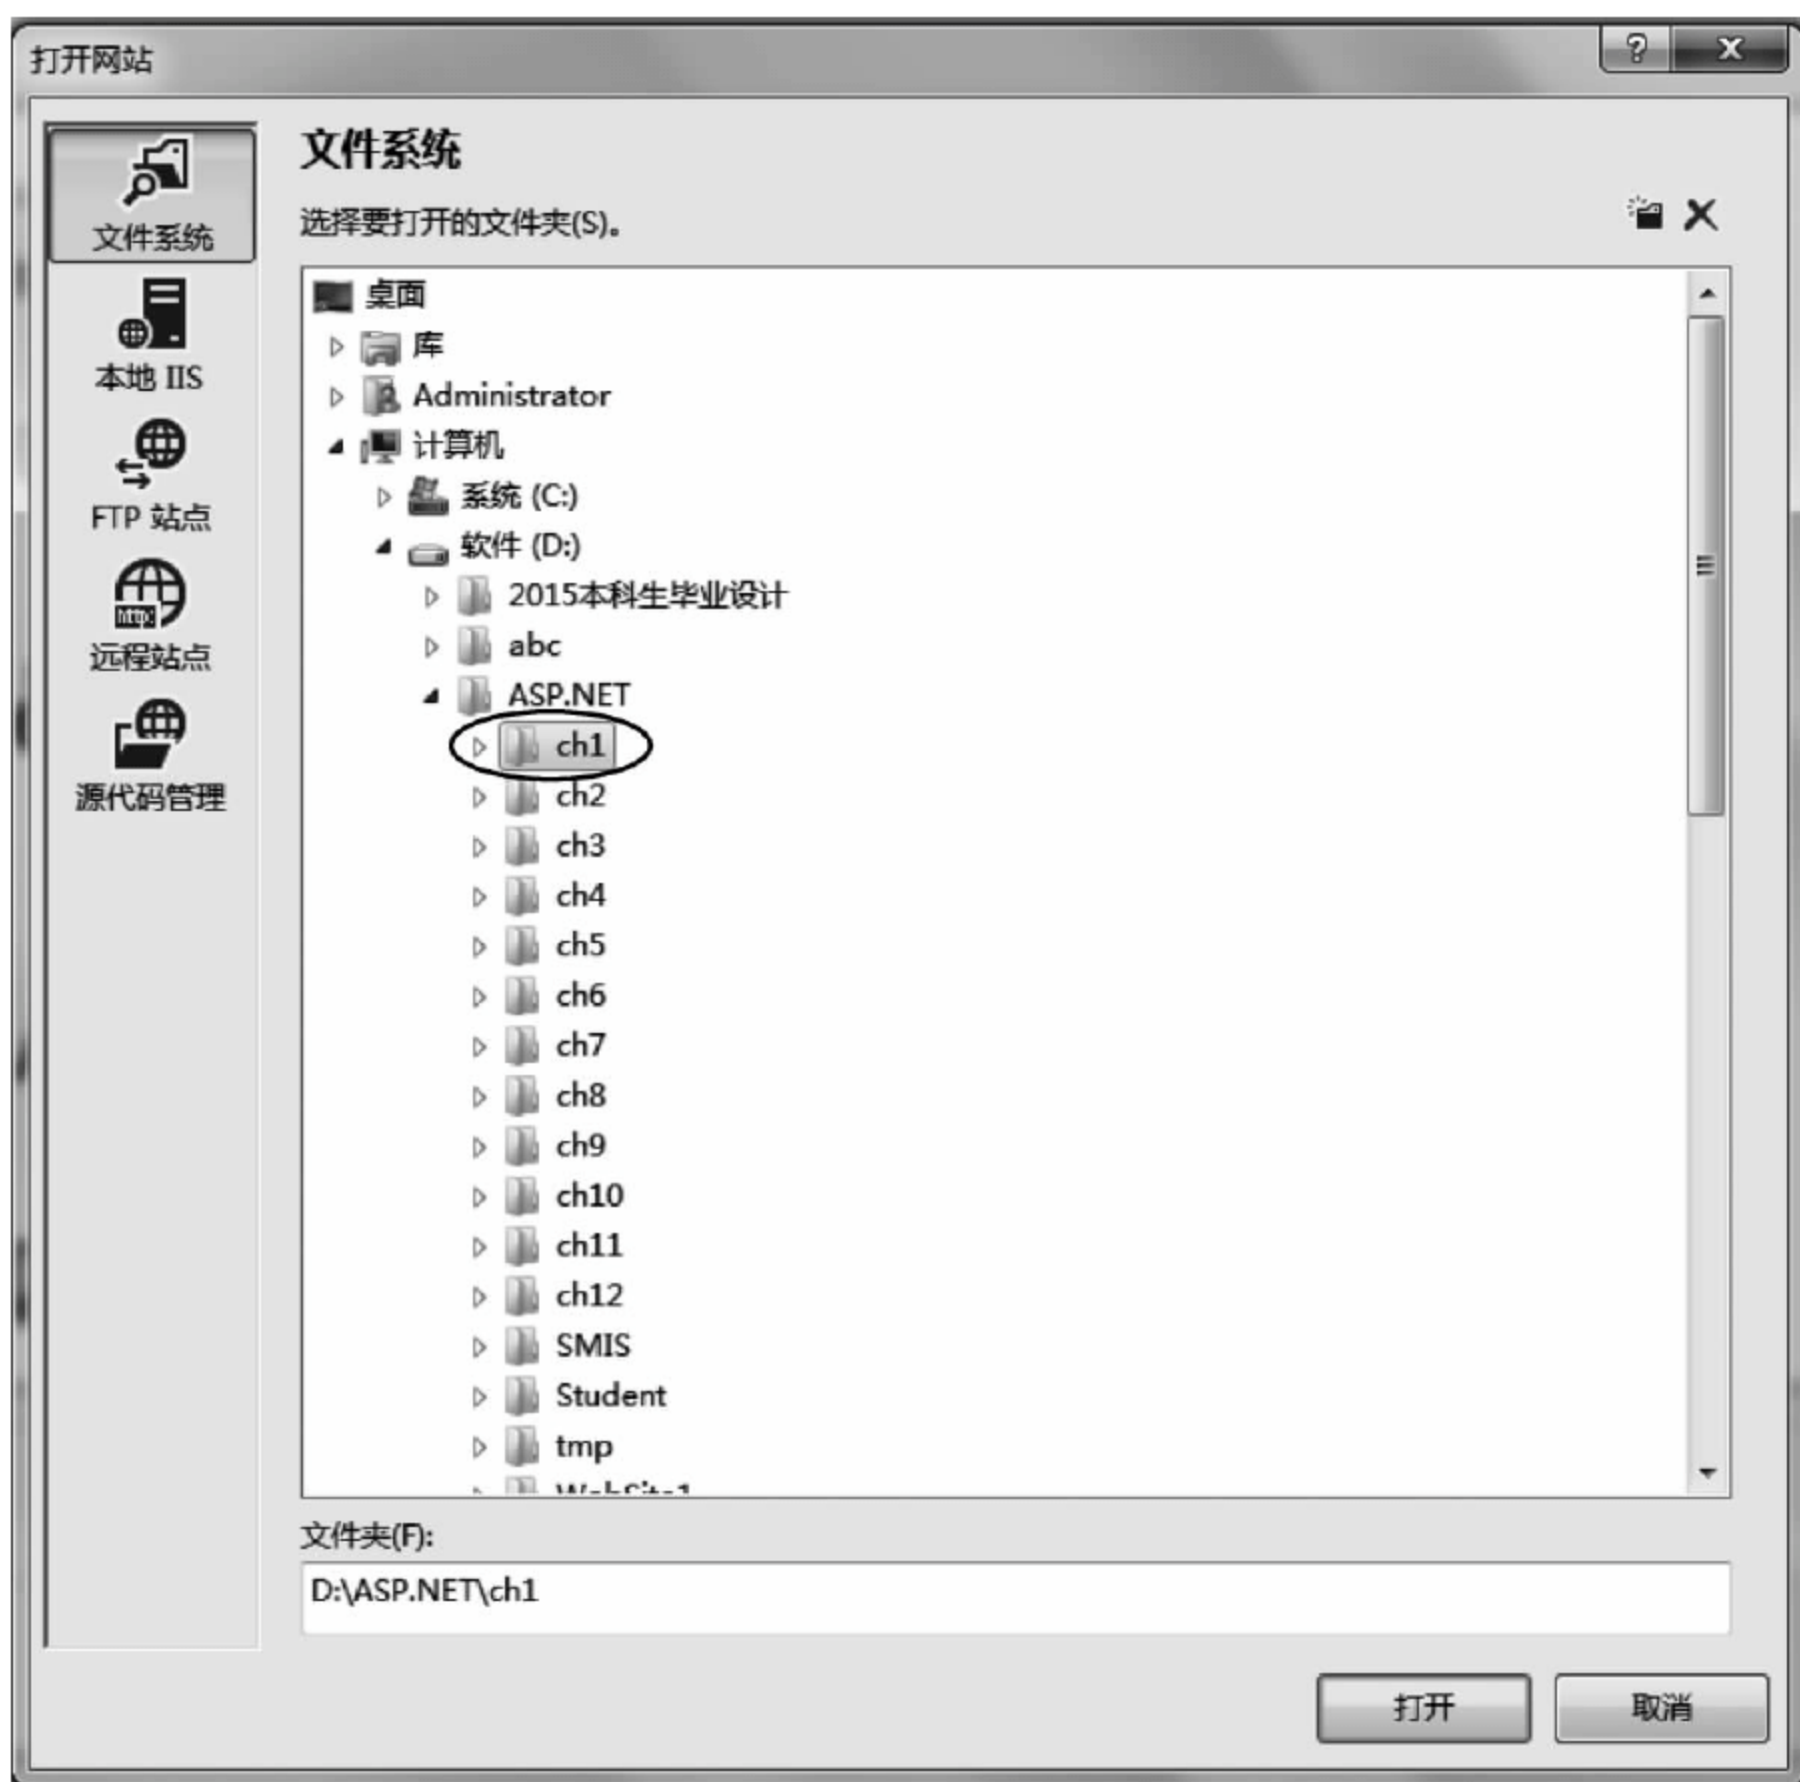 打开网站
文件系统
本地 IIS
FTP 站点
远程站点
源代码管理
文件系统
选择要打开的文件夹(S)。
桌面
库
Administrator
计算机
系统 (C:)
软件 (D:)
2015本科生毕业设计
abc
ASP.NET
ch1
ch2
ch3
ch4
ch5
ch6
ch7
ch8
ch9
ch10
ch11
ch12
SMIS
Student
tmp
WebSite1
文件夹(F):
D:\ASP.NET\ch1
打开
取消